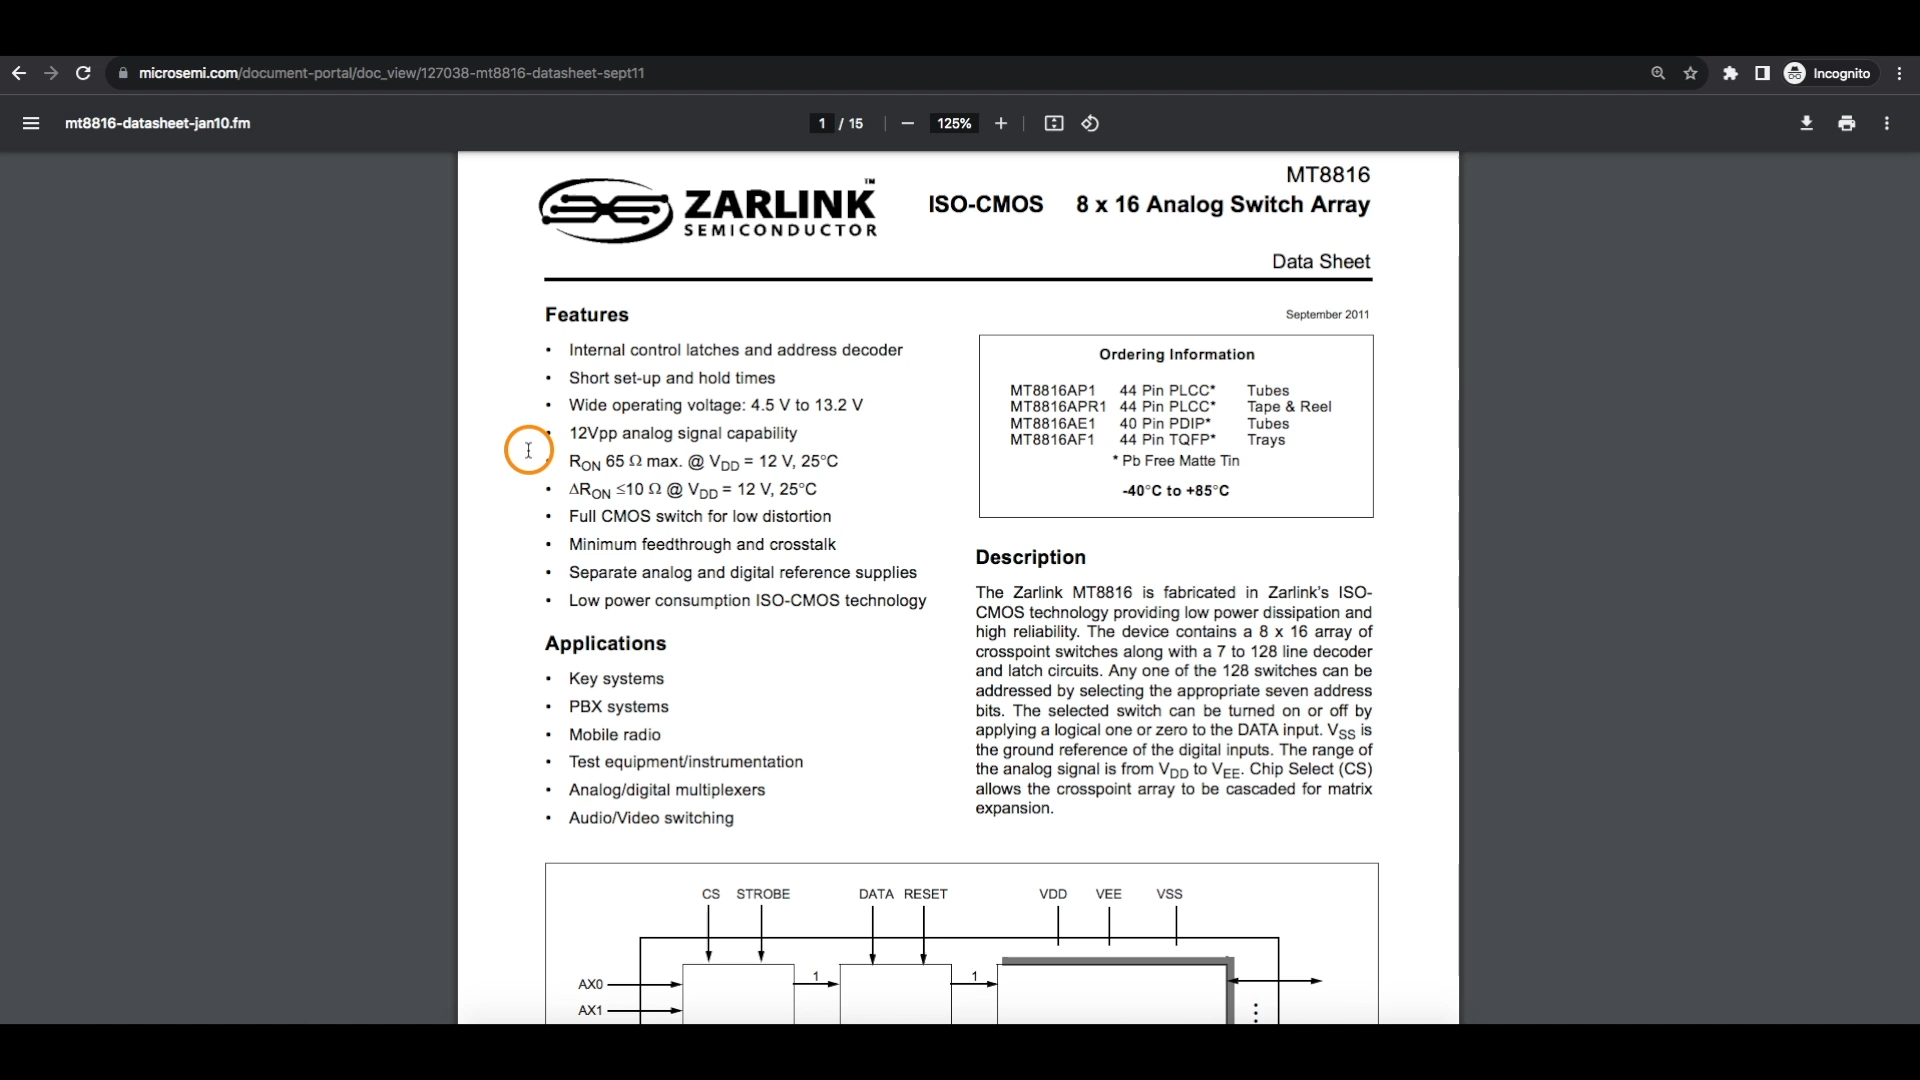 microsemi.com/document-portal/doc_view/127038-mt8816-datasheet-sept11
Incognito
mt8816-datasheet-jan10.fm
1 / 15
125%
ZARLINK™
SEMICONDUCTOR
MT8816
ISO-CMOS 8 x 16 Analog Switch Array
Data Sheet
Features
• Internal control latches and address decoder
• Short set-up and hold times
• Wide operating voltage: 4.5 V to 13.2 V
• 12Vpp analog signal capability
• RON 65 Ω max. @ VDD = 12 V, 25°C
• ΔRON ≤10 Ω @ VDD = 12 V, 25°C
• Full CMOS switch for low distortion
• Minimum feedthrough and crosstalk
• Separate analog and digital reference supplies
• Low power consumption ISO-CMOS technology
Applications
• Key systems
• PBX systems
• Mobile radio
• Test equipment/instrumentation
• Analog/digital multiplexers
• Audio/Video switching
September 2011
Ordering Information
MT8816AP1 44 Pin PLCC* Tubes
MT8816APR1 44 Pin PLCC* Tape & Reel
MT8816AE1 40 Pin PDIP* Tubes
MT8816AF1 44 Pin TQFP* Trays
* Pb Free Matte Tin
-40°C to +85°C
Description
The Zarlink MT8816 is fabricated in Zarlink's ISO-
CMOS technology providing low power dissipation and
high reliability. The device contains a 8 x 16 array of
crosspoint switches along with a 7 to 128 line decoder
and latch circuits. Any one of the 128 switches can be
addressed by selecting the appropriate seven address
bits. The selected switch can be turned on or off by
applying a logical one or zero to the DATA input. VSS is
the ground reference of the digital inputs. The range of
the analog signal is from VDD to VEE. Chip Select (CS)
allows the crosspoint array to be cascaded for matrix
expansion.
CS STROBE DATA RESET VDD VEE VSS
1 1
AX0
AX1